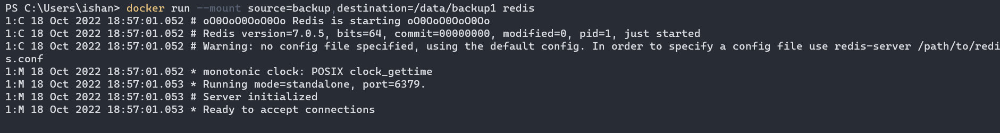 PS C:\Users\ishan> docker run --mount source=backup,destination=/data/backup1 redis
1:C 18 Oct 2022 18:57:01.052 # oO0OoO0OoO0Oo Redis is starting oO0OoO0OoO0Oo
1:C 18 Oct 2022 18:57:01.052 # Redis version=7.0.5, bits=64, commit=00000000, modified=0, pid=1, just started
1:C 18 Oct 2022 18:57:01.052 # Warning: no config file specified, using the default config. In order to specify a config file use redis-server /path/to/redi
s.conf
1:M 18 Oct 2022 18:57:01.052 * monotonic clock: POSIX clock_gettime
1:M 18 Oct 2022 18:57:01.053 * Running mode=standalone, port=6379.
1:M 18 Oct 2022 18:57:01.053 # Server initialized
1:M 18 Oct 2022 18:57:01.053 * Ready to accept connections